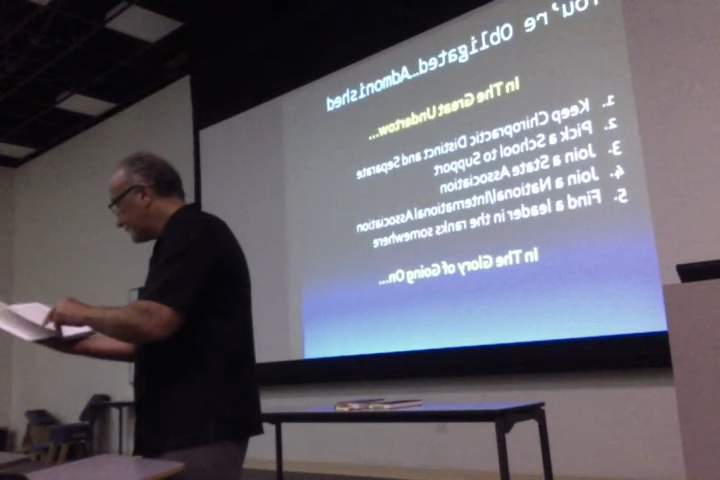 You're Obligated...Admonished
In The Great Undertow...
1. Keep Chiropractic Distinct and Separate
2. Pick a School to Support
3. Join a State Association
4. Join a National/International Association
5. Find a leader in the ranks somewhere
In The Glory of Going On...